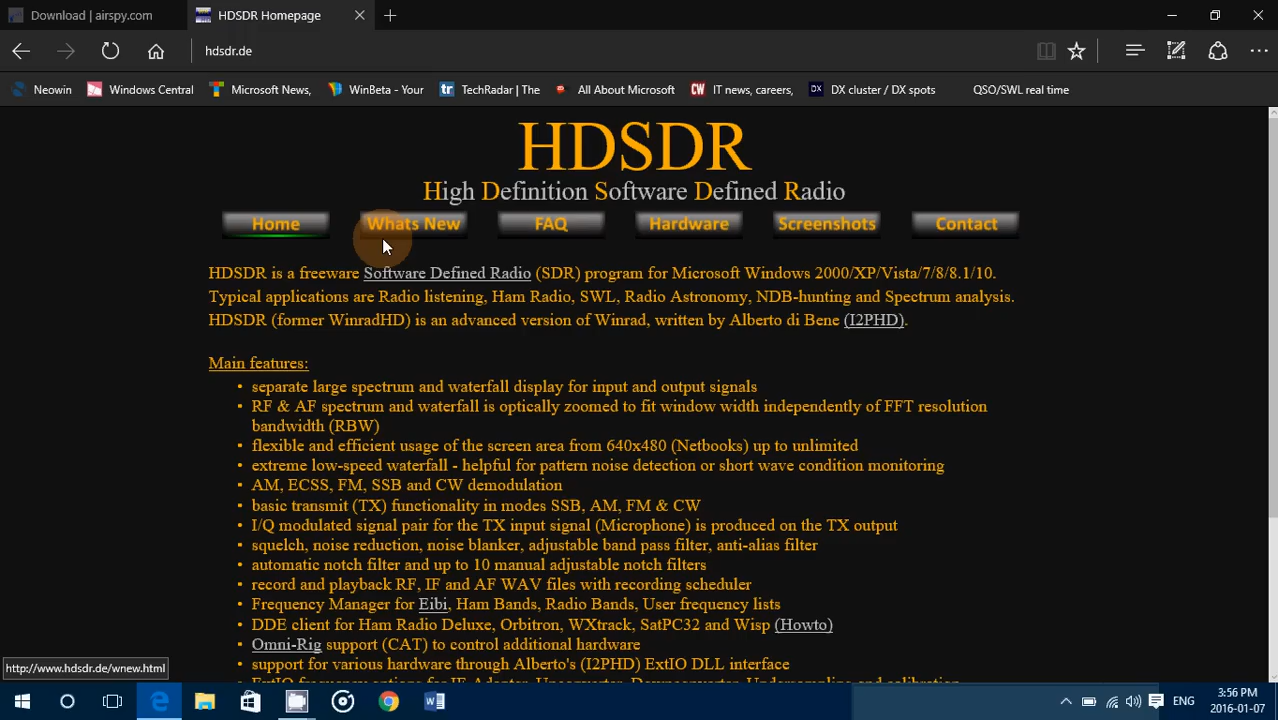 Download | airspy.com
HDSDR Homepage
hdsdr.de
Neowin
Windows Central
Microsoft News,
WinBeta - Your
TechRadar | The
All About Microsoft
IT news, careers,
DX cluster / DX spots
QSO/SWL real time
HDSDR
High Definition Software Defined Radio
Home
Whats New
FAQ
Hardware
Screenshots
Contact
HDSDR is a freeware Software Defined Radio (SDR) program for Microsoft Windows 2000/XP/Vista/7/8/8.1/10.
Typical applications are Radio listening, Ham Radio, SWL, Radio Astronomy, NDB-hunting and Spectrum analysis.
HDSDR (former WinradHD) is an advanced version of Winrad, written by Alberto di Bene (I2PHD).
Main features:
• separate large spectrum and waterfall display for input and output signals
• RF & AF spectrum and waterfall is optically zoomed to fit window width independently of FFT resolution
bandwidth (RBW)
• flexible and efficient usage of the screen area from 640x480 (Netbooks) up to unlimited
• extreme low-speed waterfall - helpful for pattern noise detection or short wave condition monitoring
• AM, ECSS, FM, SSB and CW demodulation
• basic transmit (TX) functionality in modes SSB, AM, FM & CW
• I/Q modulated signal pair for the TX input signal (Microphone) is produced on the TX output
• squelch, noise reduction, noise blanker, adjustable band pass filter, anti-alias filter
• automatic notch filter and up to 10 manual adjustable notch filters
• record and playback RF, IF and AF WAV files with recording scheduler
• Frequency Manager for Eibi, Ham Bands, Radio Bands, User frequency lists
• DDE client for Ham Radio Deluxe, Orbitron, WXtrack, SatPC32 and Wisp (Howto)
• Omni-Rig support (CAT) to control additional hardware
• support for various hardware through Alberto's (I2PHD) ExtIO DLL interface
• ExtIO frequency options for IF-Adapter, Upconverter, Downconverter, Undersampling and calibration
http://www.hdsdr.de/wnew.html
ENG
3:56 PM
2016-01-07